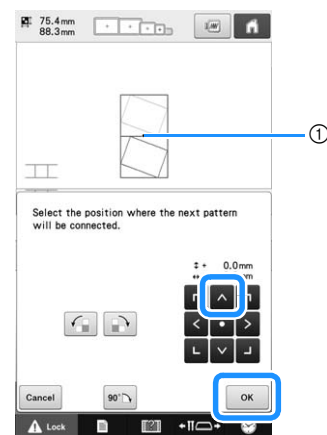 75.4mm
88.3mm
①
Select the position where the next pattern
will be connected.
+ 0.0mm
mm
Cancel
90°
OK
Lock